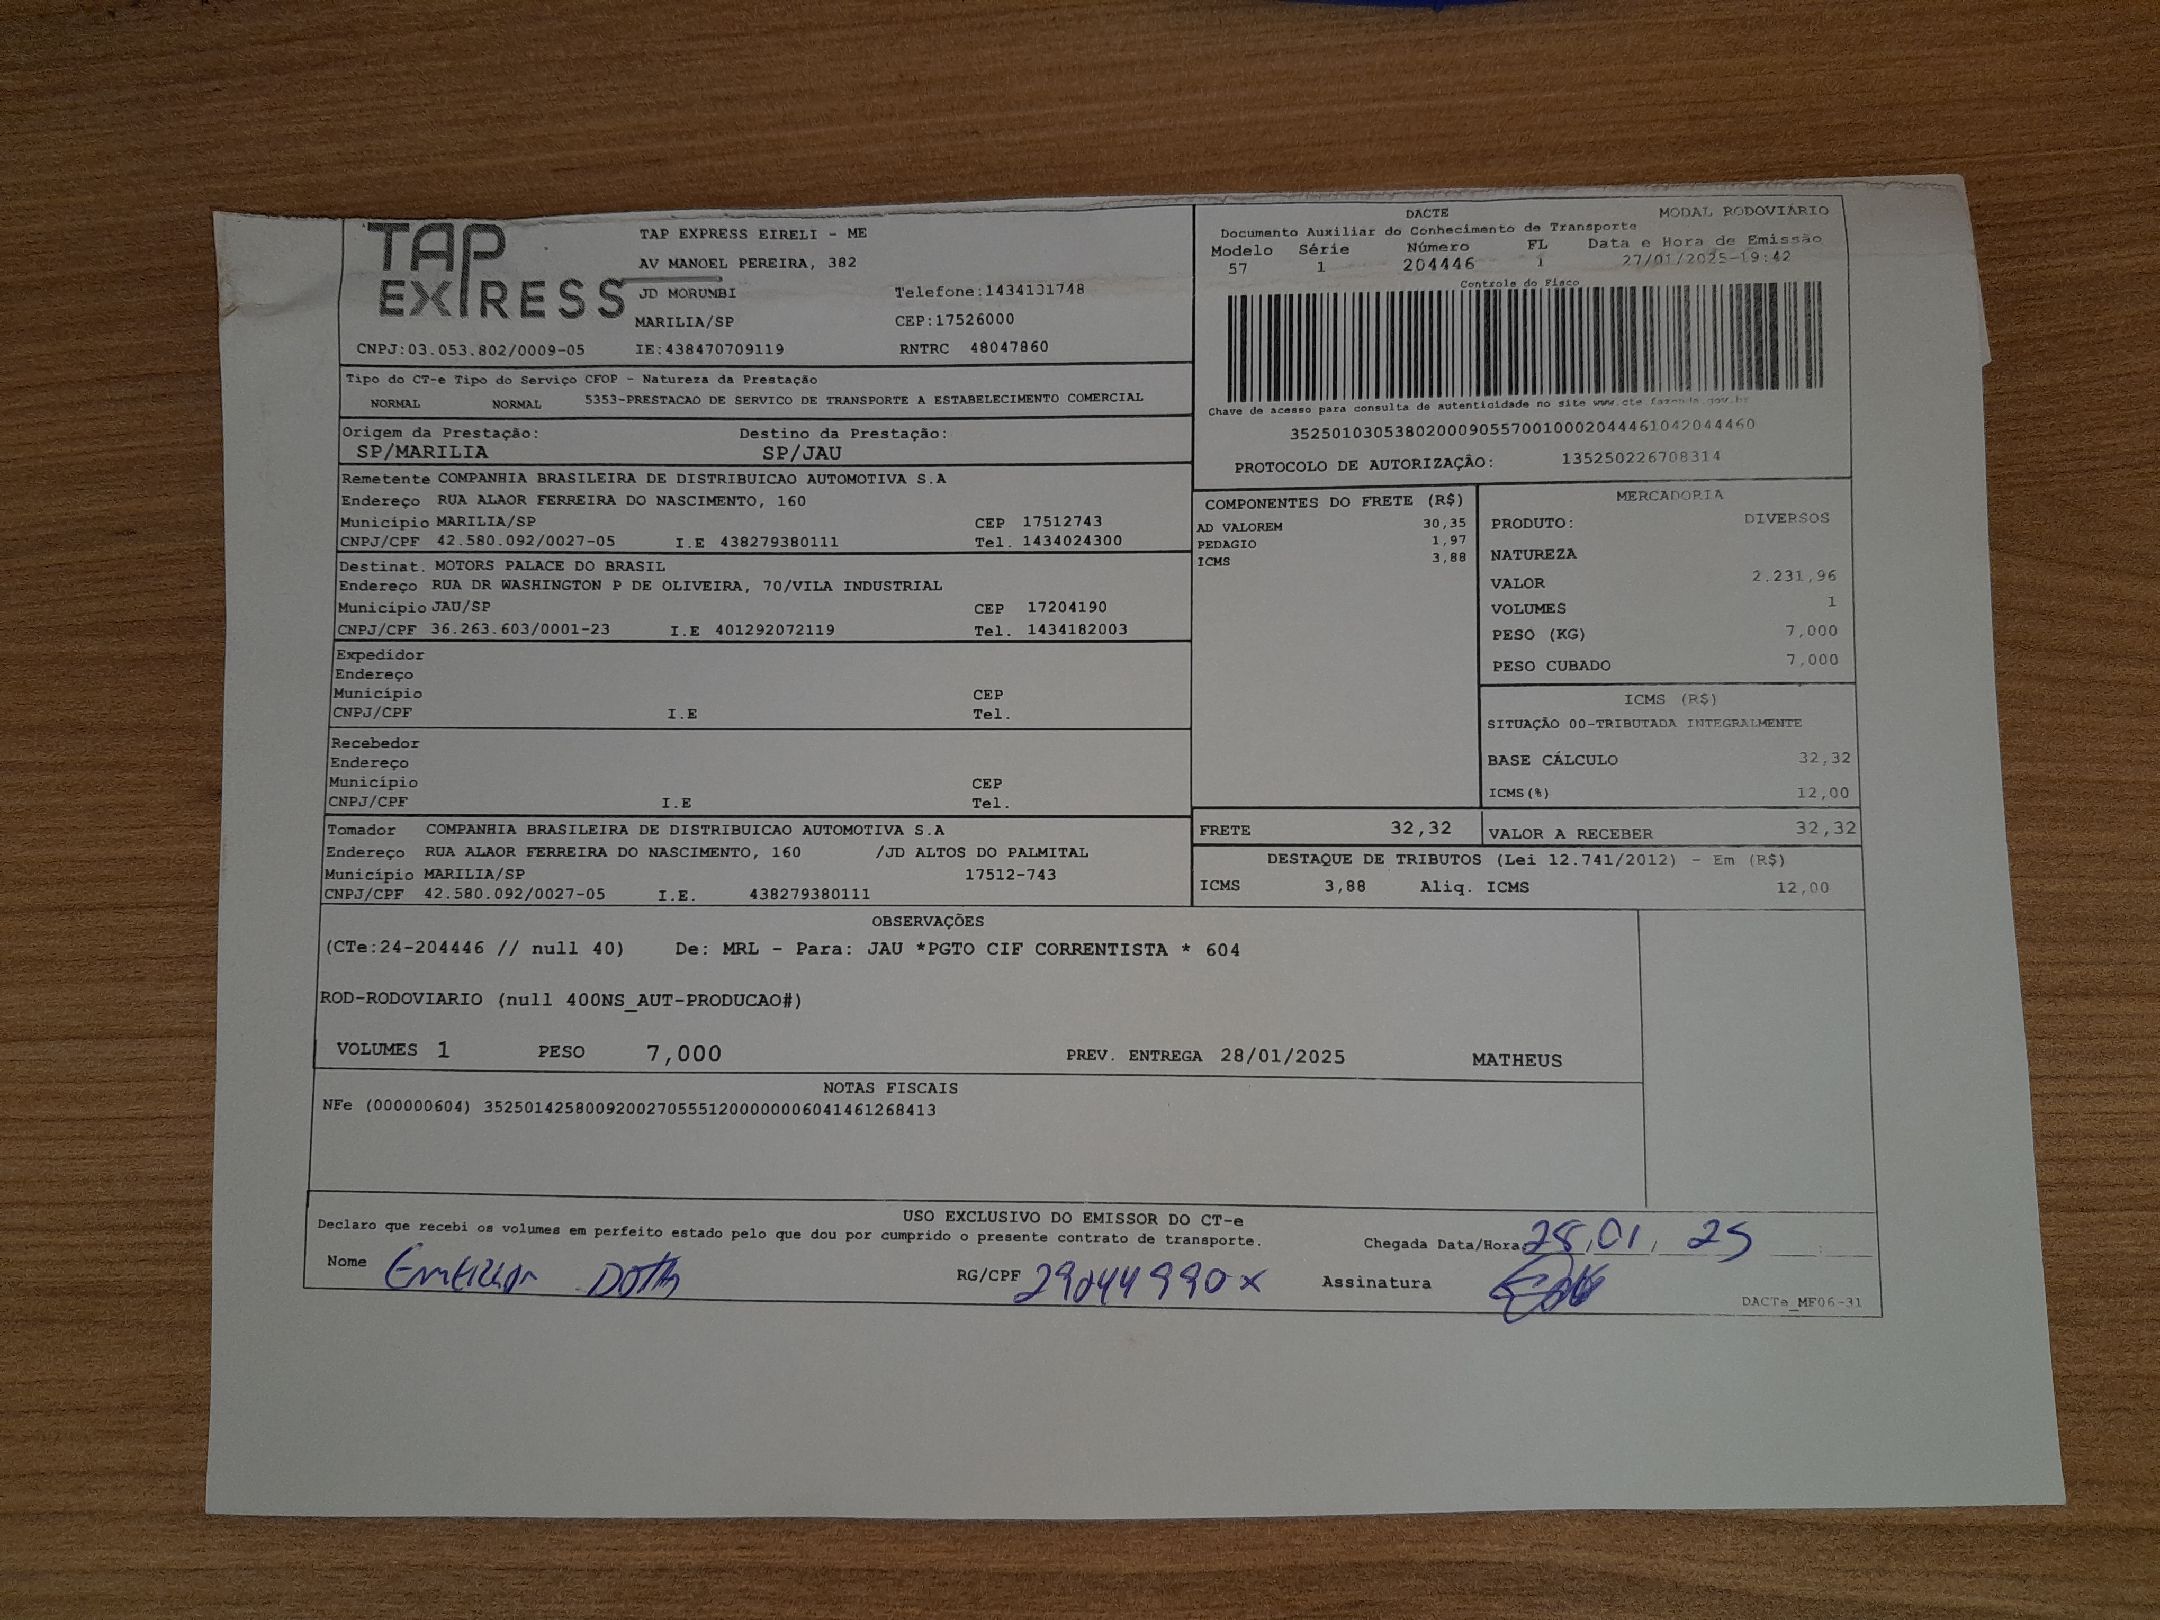 TAP EXPRESS
TAP EXPRESS EIRELI - ME
AV MANOEL PEREIRA, 382
JD MORUMBI Telefone:1434131748
MARILIA/SP CEP:17526000
CNPJ:03.053.802/0009-05 IE:438470709119 RNTRC 48047860
DACTE MODAL RODOVIÁRIO
Documento Auxiliar do Conhecimento de Transporte
Modelo Série Número FL Data e Hora de Emissão
57 1 204446 1 27/01/2025-19:42
Controle do Fisco
Chave de acesso para consulta de autenticidade no site www.cte.fazenda.gov.br
35250103053802000905570010002044461042044460
PROTOCOLO DE AUTORIZAÇÃO: 135250226708314
Tipo do CT-e Tipo do Serviço CFOP - Natureza da Prestação
NORMAL NORMAL 5353-PRESTACAO DE SERVICO DE TRANSPORTE A ESTABELECIMENTO COMERCIAL
Origem da Prestação: Destino da Prestação:
SP/MARILIA SP/JAU
Remetente COMPANHIA BRASILEIRA DE DISTRIBUICAO AUTOMOTIVA S.A
Endereço RUA ALAOR FERREIRA DO NASCIMENTO, 160
Município MARILIA/SP CEP 17512743
CNPJ/CPF 42.580.092/0027-05 I.E 438279380111 Tel. 1434024300
Destinat. MOTORS PALACE DO BRASIL
Endereço RUA DR WASHINGTON P DE OLIVEIRA, 70/VILA INDUSTRIAL
Município JAU/SP CEP 17204190
CNPJ/CPF 36.263.603/0001-23 I.E 401292072119 Tel. 1434182003
Expedidor
Endereço
Município CEP
CNPJ/CPF I.E Tel.
Recebedor
Endereço
Município CEP
CNPJ/CPF I.E Tel.
Tomador COMPANHIA BRASILEIRA DE DISTRIBUICAO AUTOMOTIVA S.A
Endereço RUA ALAOR FERREIRA DO NASCIMENTO, 160 /JD ALTOS DO PALMITAL
Município MARILIA/SP 17512-743
CNPJ/CPF 42.580.092/0027-05 I.E. 438279380111
COMPONENTES DO FRETE (R$)
AD VALOREM 30,35
PEDAGIO 1,97
ICMS 3,88
MERCADORIA
PRODUTO: DIVERSOS
NATUREZA
VALOR 2.231,96
VOLUMES 1
PESO (KG) 7,000
PESO CUBADO 7,000
ICMS (R$)
SITUAÇÃO 00-TRIBUTADA INTEGRALMENTE
BASE CÁLCULO 32,32
ICMS(%) 12,00
FRETE 32,32 VALOR A RECEBER 32,32
DESTAQUE DE TRIBUTOS (Lei 12.741/2012) - Em (R$)
ICMS 3,88 Aliq. ICMS 12,00
OBSERVAÇÕES
(CTe:24-204446 // null 40) De: MRL - Para: JAU *PGTO CIF CORRENTISTA * 604
ROD-RODOVIARIO (null 400NS_AUT-PRODUCAO#)
VOLUMES 1 PESO 7,000 PREV. ENTREGA 28/01/2025 MATHEUS
NOTAS FISCAIS
NFe (000000604) 35250142580092002705551200000006041461268413
USO EXCLUSIVO DO EMISSOR DO CT-e
Declaro que recebi os volumes em perfeito estado pelo que dou por cumprido o presente contrato de transporte.
Chegada Data/Hora 28,01, 25
Nome RG/CPF Assinatura
DACTe_MF06-31